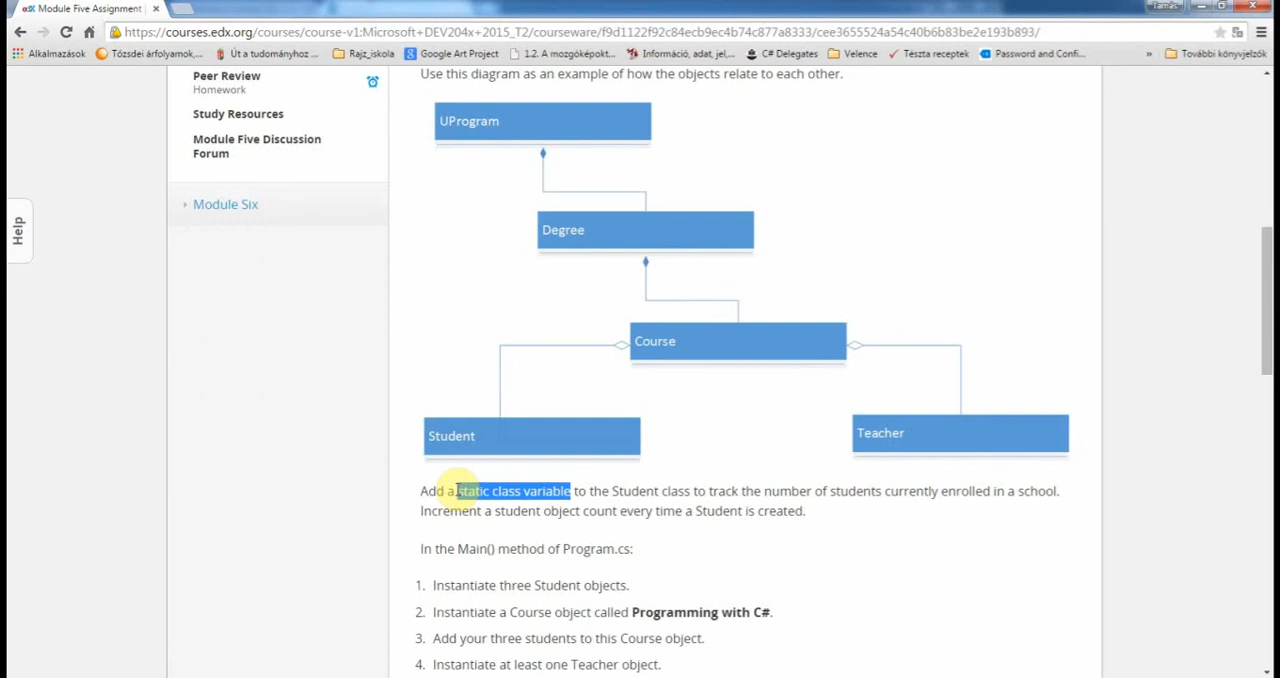 Module Five Assignment
Tamás
https://courses.edx.org/courses/course-v1:Microsoft+DEV204x+2015_T2/courseware/f9d1122f92c84ecb9ec4b74c877a8333/cee3655524a54c40b6b83be2e193b893/
Alkalmazások Tőzsdei árfolyamok,... Út a tudományhoz ... Rajz_iskola Google Art Project 1.2. A mozgóképokt... Információ, adat, jel,... C# Delegates Velence Tészta receptek Password and Confi... » További könyvjelzők
Peer Review
Homework
Study Resources
Module Five Discussion
Forum
Module Six
Help
Use this diagram as an example of how the objects relate to each other.
UProgram
Degree
Course
Student
Teacher
Add a static class variable to the Student class to track the number of students currently enrolled in a school.
Increment a student object count every time a Student is created.
In the Main() method of Program.cs:
1. Instantiate three Student objects.
2. Instantiate a Course object called Programming with C#.
3. Add your three students to this Course object.
4. Instantiate at least one Teacher object.